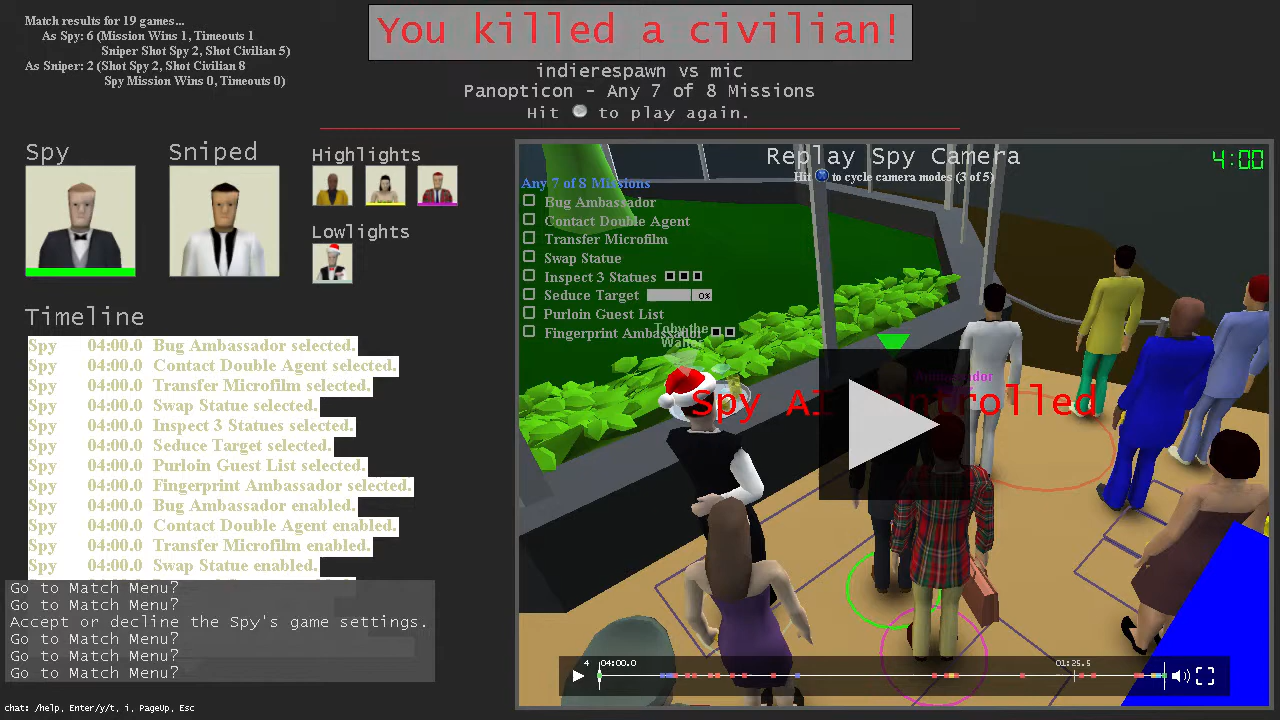 Match results for 19 games...
As Spy: 6 (Mission Wins 1, Timeouts 1
Sniper Shot Spy 2, Shot Civilian 5)
As Sniper: 2 (Shot Spy 2, Shot Civilian 8
Spy Mission Wins 0, Timeouts 0)
You killed a civilian!
indierespawn vs mic
Panopticon - Any 7 of 8 Missions
Hit to play again.
Spy
Sniped
Highlights
Lowlights
Timeline
Spy 04:00.0 Bug Ambassador selected.
Spy 04:00.0 Contact Double Agent selected.
Spy 04:00.0 Transfer Microfilm selected.
Spy 04:00.0 Swap Statue selected.
Spy 04:00.0 Inspect 3 Statues selected.
Spy 04:00.0 Seduce Target selected.
Spy 04:00.0 Purloin Guest List selected.
Spy 04:00.0 Fingerprint Ambassador selected.
Spy 04:00.0 Bug Ambassador enabled.
Spy 04:00.0 Contact Double Agent enabled.
Spy 04:00.0 Transfer Microfilm enabled.
Spy 04:00.0 Swap Statue enabled.
Go to Match Menu?
Go to Match Menu?
Accept or decline the Spy's game settings.
Go to Match Menu?
Go to Match Menu?
Go to Match Menu?
chat: /help, Enter/y/t, i, PageUp, Esc
Replay Spy Camera
Hit to cycle camera modes (3 of 5)
4:00
Any 7 of 8 Missions
Bug Ambassador
Contact Double Agent
Transfer Microfilm
Swap Statue
Inspect 3 Statues
Seduce Target 0%
Purloin Guest List
Fingerprint Ambassador
Toby the
Waiter
Ambassador
Spy AI Controlled
4 04:00.0
01:25.5